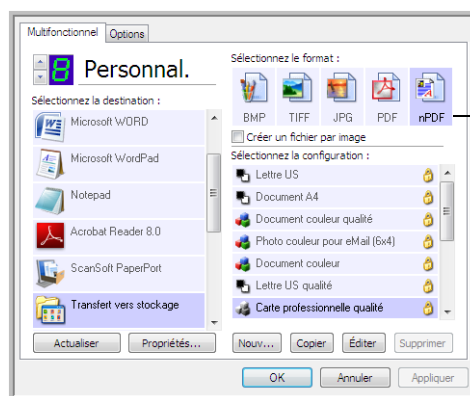 Multifonctionnel
Options
8
Personnal.
Sélectionnez la destination :
Microsoft WORD
Microsoft WordPad
Notepad
Acrobat Reader 8.0
ScanSoft PaperPort
Transfert vers stockage
Actualiser
Propriétés...
Sélectionnez le format :
BMP
TIFF
JPG
PDF
nPDF
Créer un fichier par image
Sélectionnez la configuration :
Lettre US
Document A4
Document couleur qualité
Photo couleur pour eMail (6x4)
Document couleur
Lettre US qualité
Carte professionnelle qualité
Nouv...
Copier
Éditer
Supprimer
OK
Annuler
Appliquer